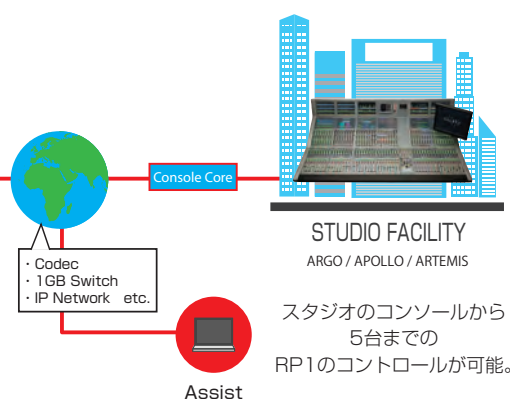 Console Core
STUDIO FACILITY
ARGO / APOLLO / ARTEMIS
・Codec
・1GB Switch
・IP Network etc.
スタジオのコンソールから
5台までの
RP1のコントロールが可能。
Assist